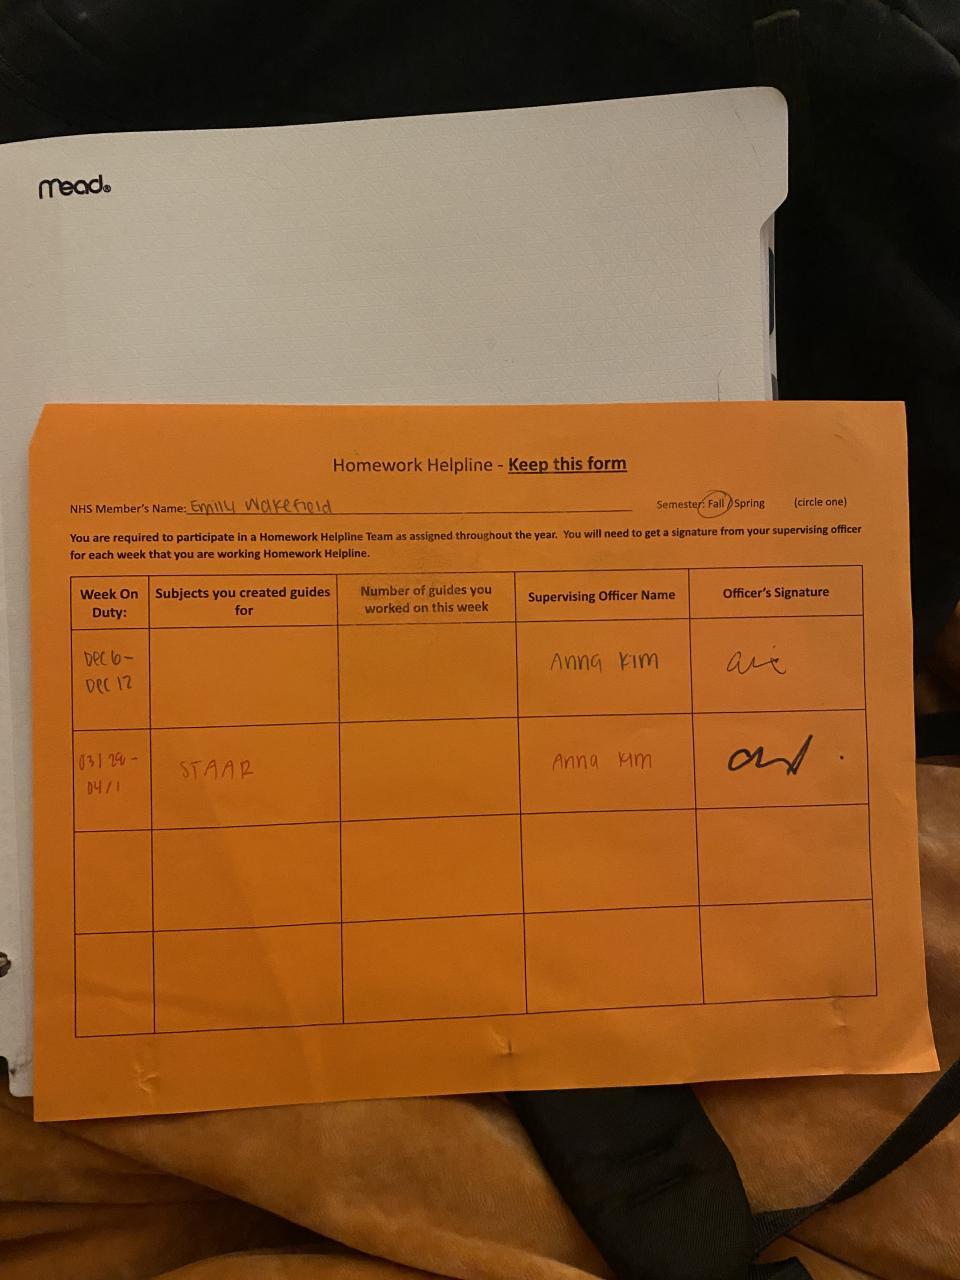 mead®
Homework Helpline - Keep this form
NHS Member's Name: Emily Wakefield
Semester: Fall / Spring (circle one)
You are required to participate in a Homework Helpline Team as assigned throughout the year. You will need to get a signature from your supervising officer
for each week that you are working Homework Helpline.
Week On
Duty:
Subjects you created guides
for
Number of guides you
worked on this week
Supervising Officer Name
Officer's Signature
Dec 6-
Dec 12
Anna Kim
STAAR
04/1
Anna Kim